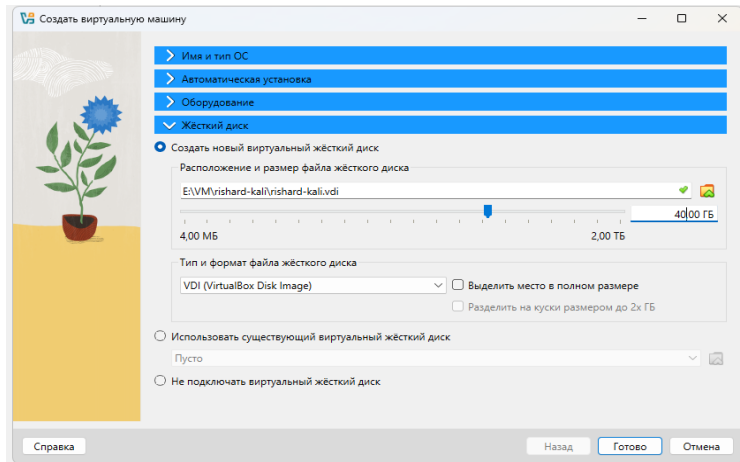 Создать виртуальную машину
Имя и тип ОС
Автоматическая установка
Оборудование
Жёсткий диск
Создать новый виртуальный жёсткий диск
Расположение и размер файла жёсткого диска
E:\VM\rishard-kali\rishard-kali.vdi
40,00 ГБ
4,00 МБ 2,00 ТБ
Тип и формат файла жёсткого диска
VDI (VirtualBox Disk Image) Выделить место в полном размере
Разделить на куски размером до 2х ГБ
Использовать существующий виртуальный жёсткий диск
Пусто
Не подключать виртуальный жёсткий диск
Справка Назад Готово Отмена